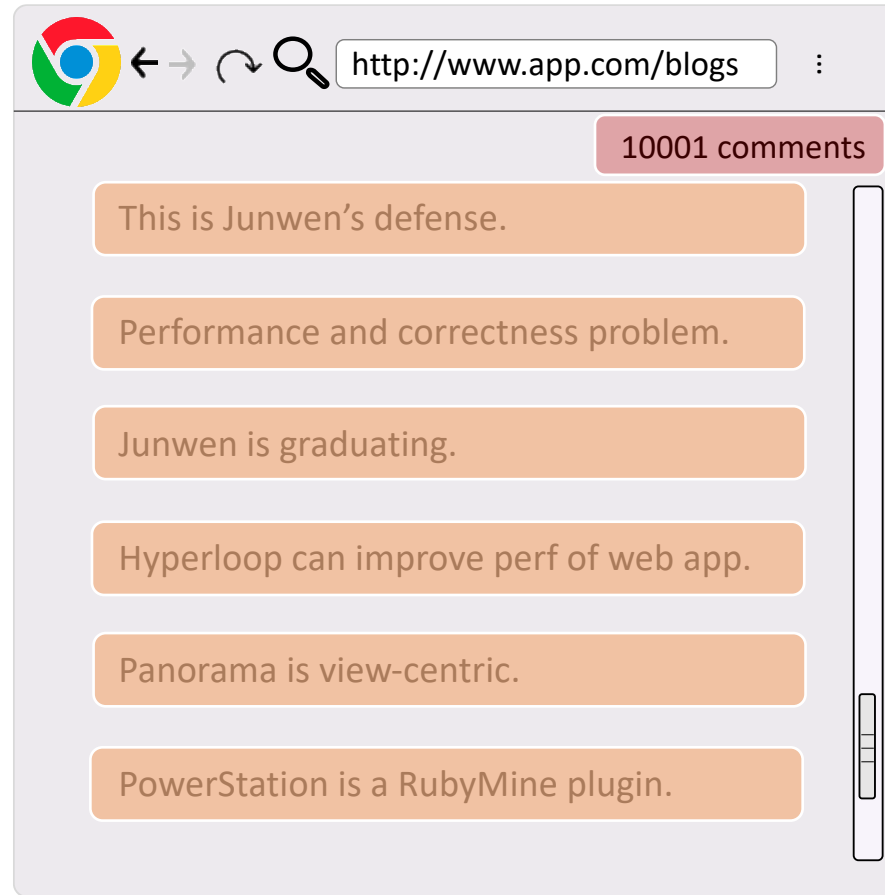 http://www.app.com/blogs
10001 comments
This is Junwen’s defense.
Performance and correctness problem.
Junwen is graduating.
Hyperloop can improve perf of web app.
Panorama is view-centric.
PowerStation is a RubyMine plugin.